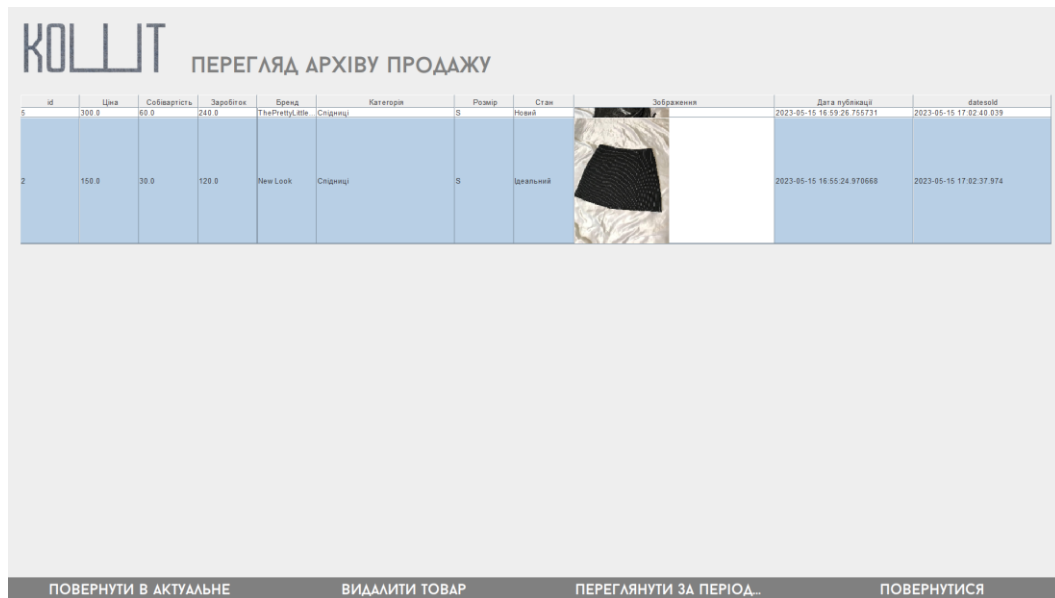 КОШІТ
ПЕРЕГЛЯД АРХІВУ ПРОДАЖУ
id Ціна Собівартість Заробіток Бренд Категорія Розмір Стан Зображення Дата публікації datesold
5 300.0 60.0 240.0 ThePrettyLittle... Спідниці S Новий 2023-05-15 16:59:26.755731 2023-05-15 17:02:40.039
2 150.0 30.0 120.0 New Look Спідниці S Ідеальний 2023-05-15 16:55:24.970668 2023-05-15 17:02:37.974
ПОВЕРНУТИ В АКТУАЛЬНЕ ВИДАЛИТИ ТОВАР ПЕРЕГЛЯНУТИ ЗА ПЕРІОД... ПОВЕРНУТИСЯ